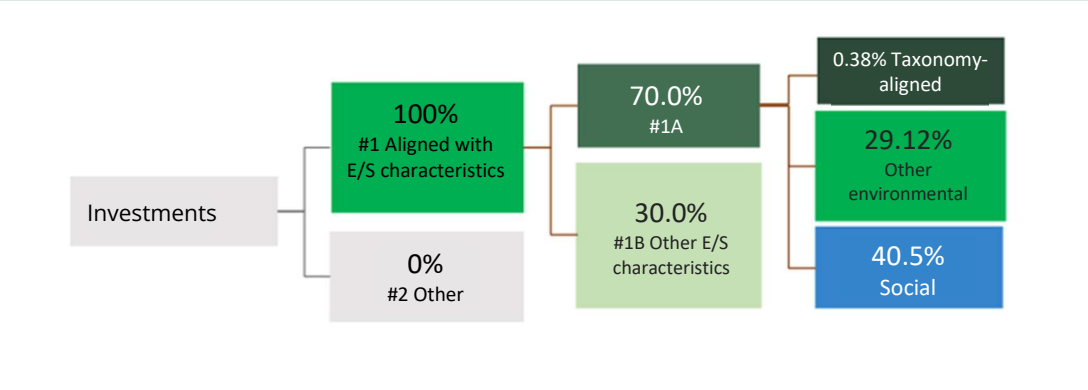 Investments
100%
#1 Aligned with
E/S characteristics
0%
#2 Other
70.0%
#1A
30.0%
#1B Other E/S
characteristics
0.38% Taxonomy-
aligned
29.12%
Other
environmental
40.5%
Social